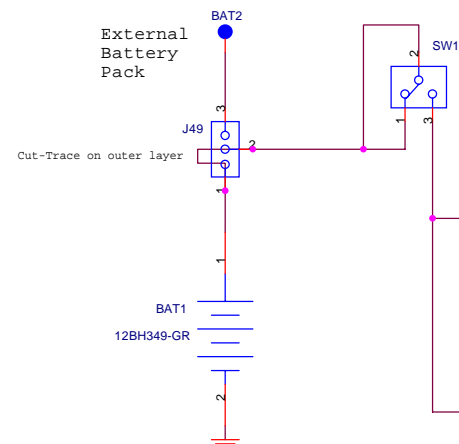 BAT2
External
Battery
Pack
SW1
2
3
J49
1
3
2
Cut-Trace on outer layer
1
1
BAT1
12BH349-GR
2